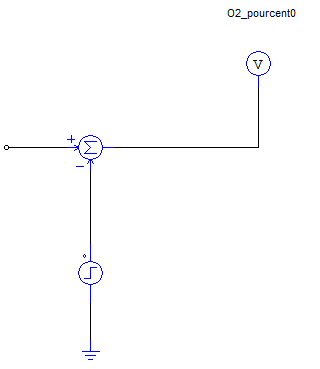 O2_pourcent0
V
+
Σ
−